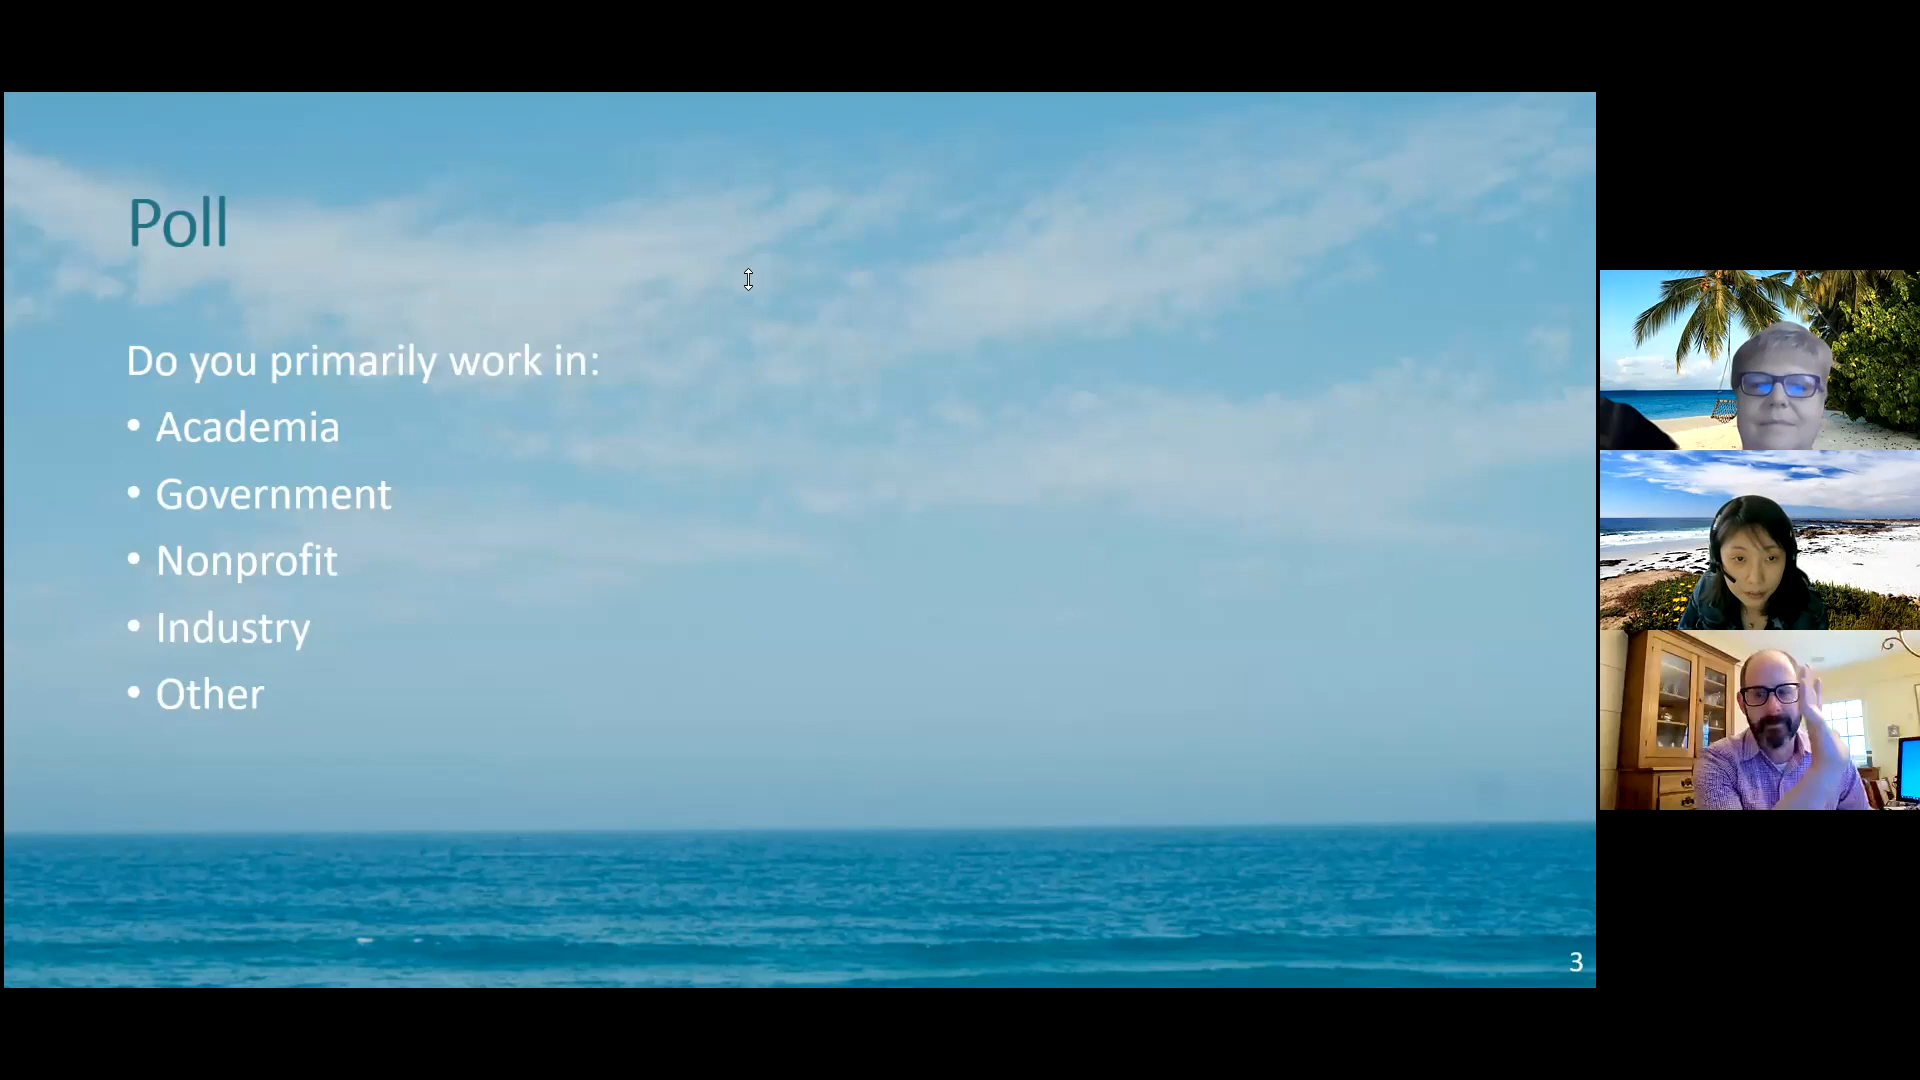 Poll
Do you primarily work in:
• Academia
• Government
• Nonprofit
• Industry
• Other
3